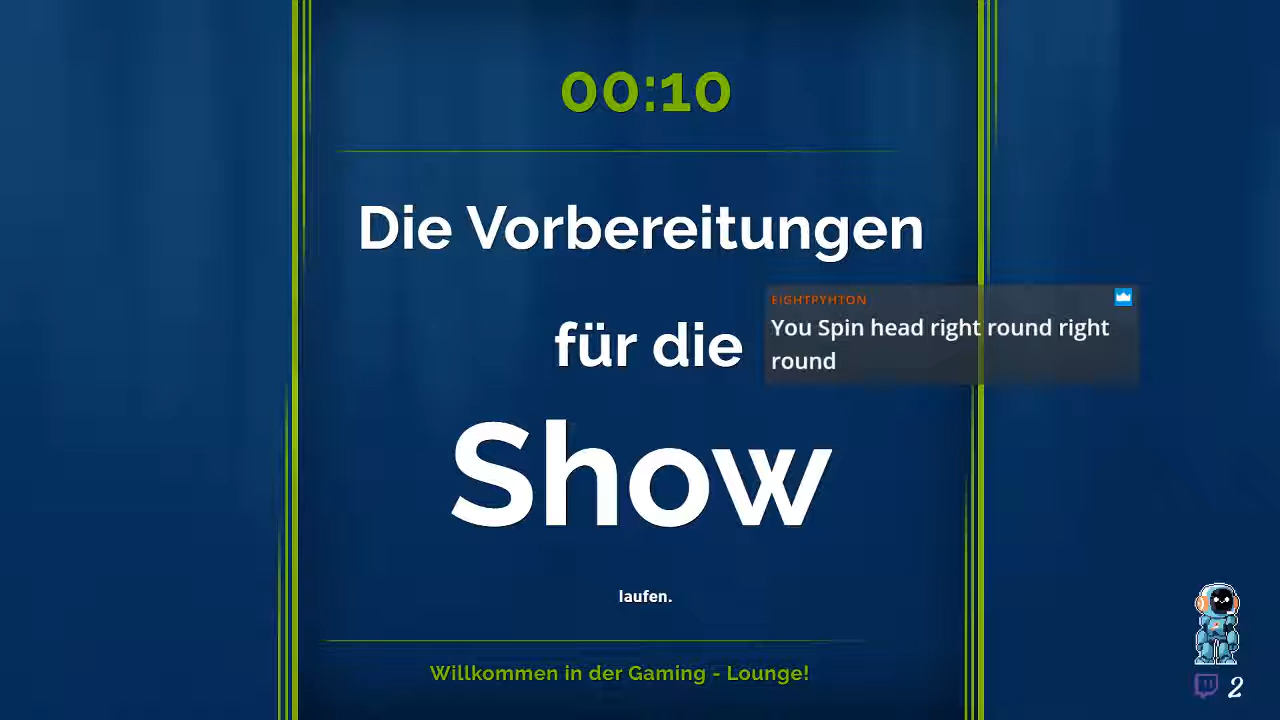 00:10
Die Vorbereitungen
für die
EIGHTPYHTON
You Spin head right round right
round
Show
laufen.
Willkommen in der Gaming - Lounge!
2